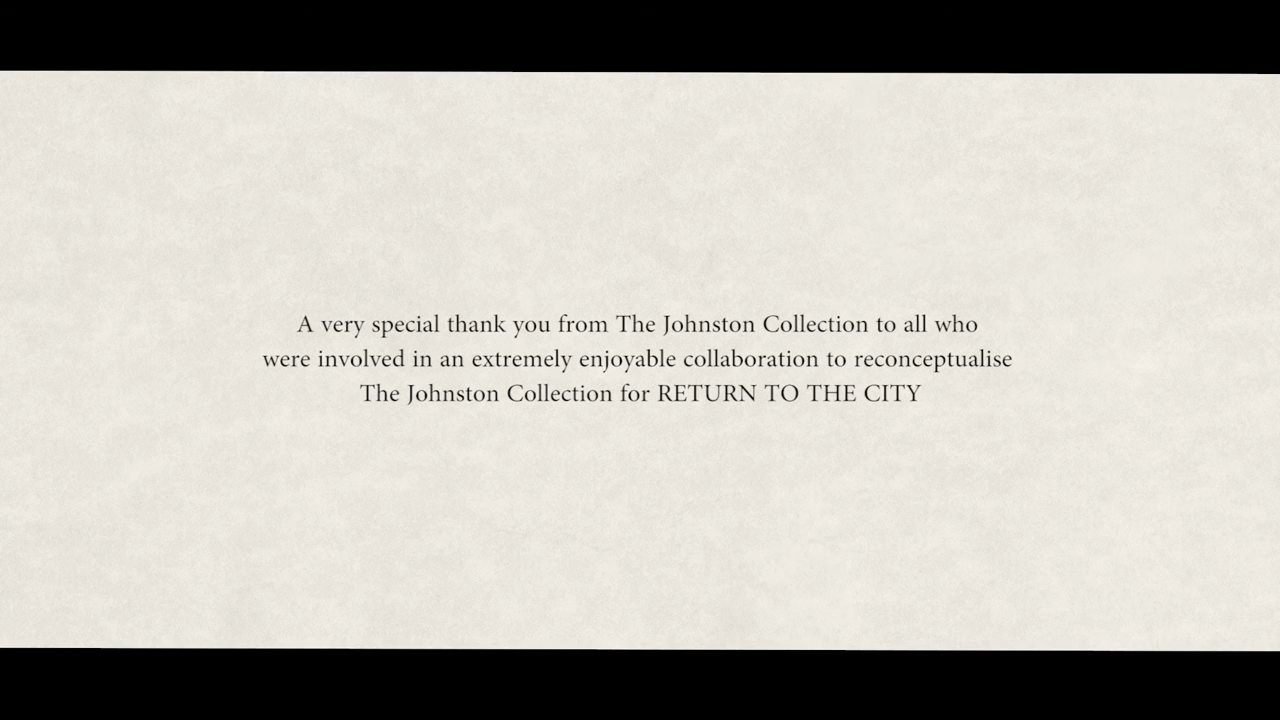 A very special thank you from The Johnston Collection to all who
were involved in an extremely enjoyable collaboration to reconceptualise
The Johnston Collection for RETURN TO THE CITY